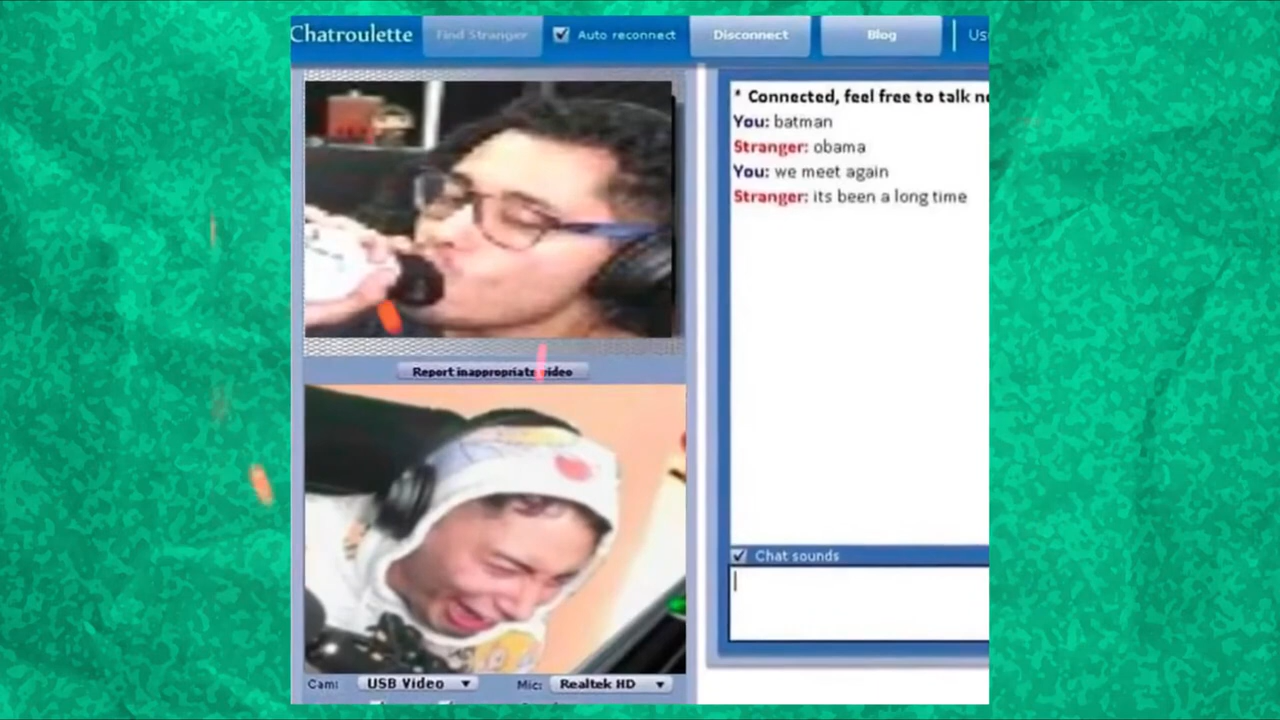 Chatroulette
Find Stranger
Auto reconnect
Disconnect
Blog
* Connected, feel free to talk
You: batman
Stranger: obama
You: we meet again
Stranger: its been a long time
Report inappropriate video
Chat sounds
Cam: USB Video
Mic: Realtek HD